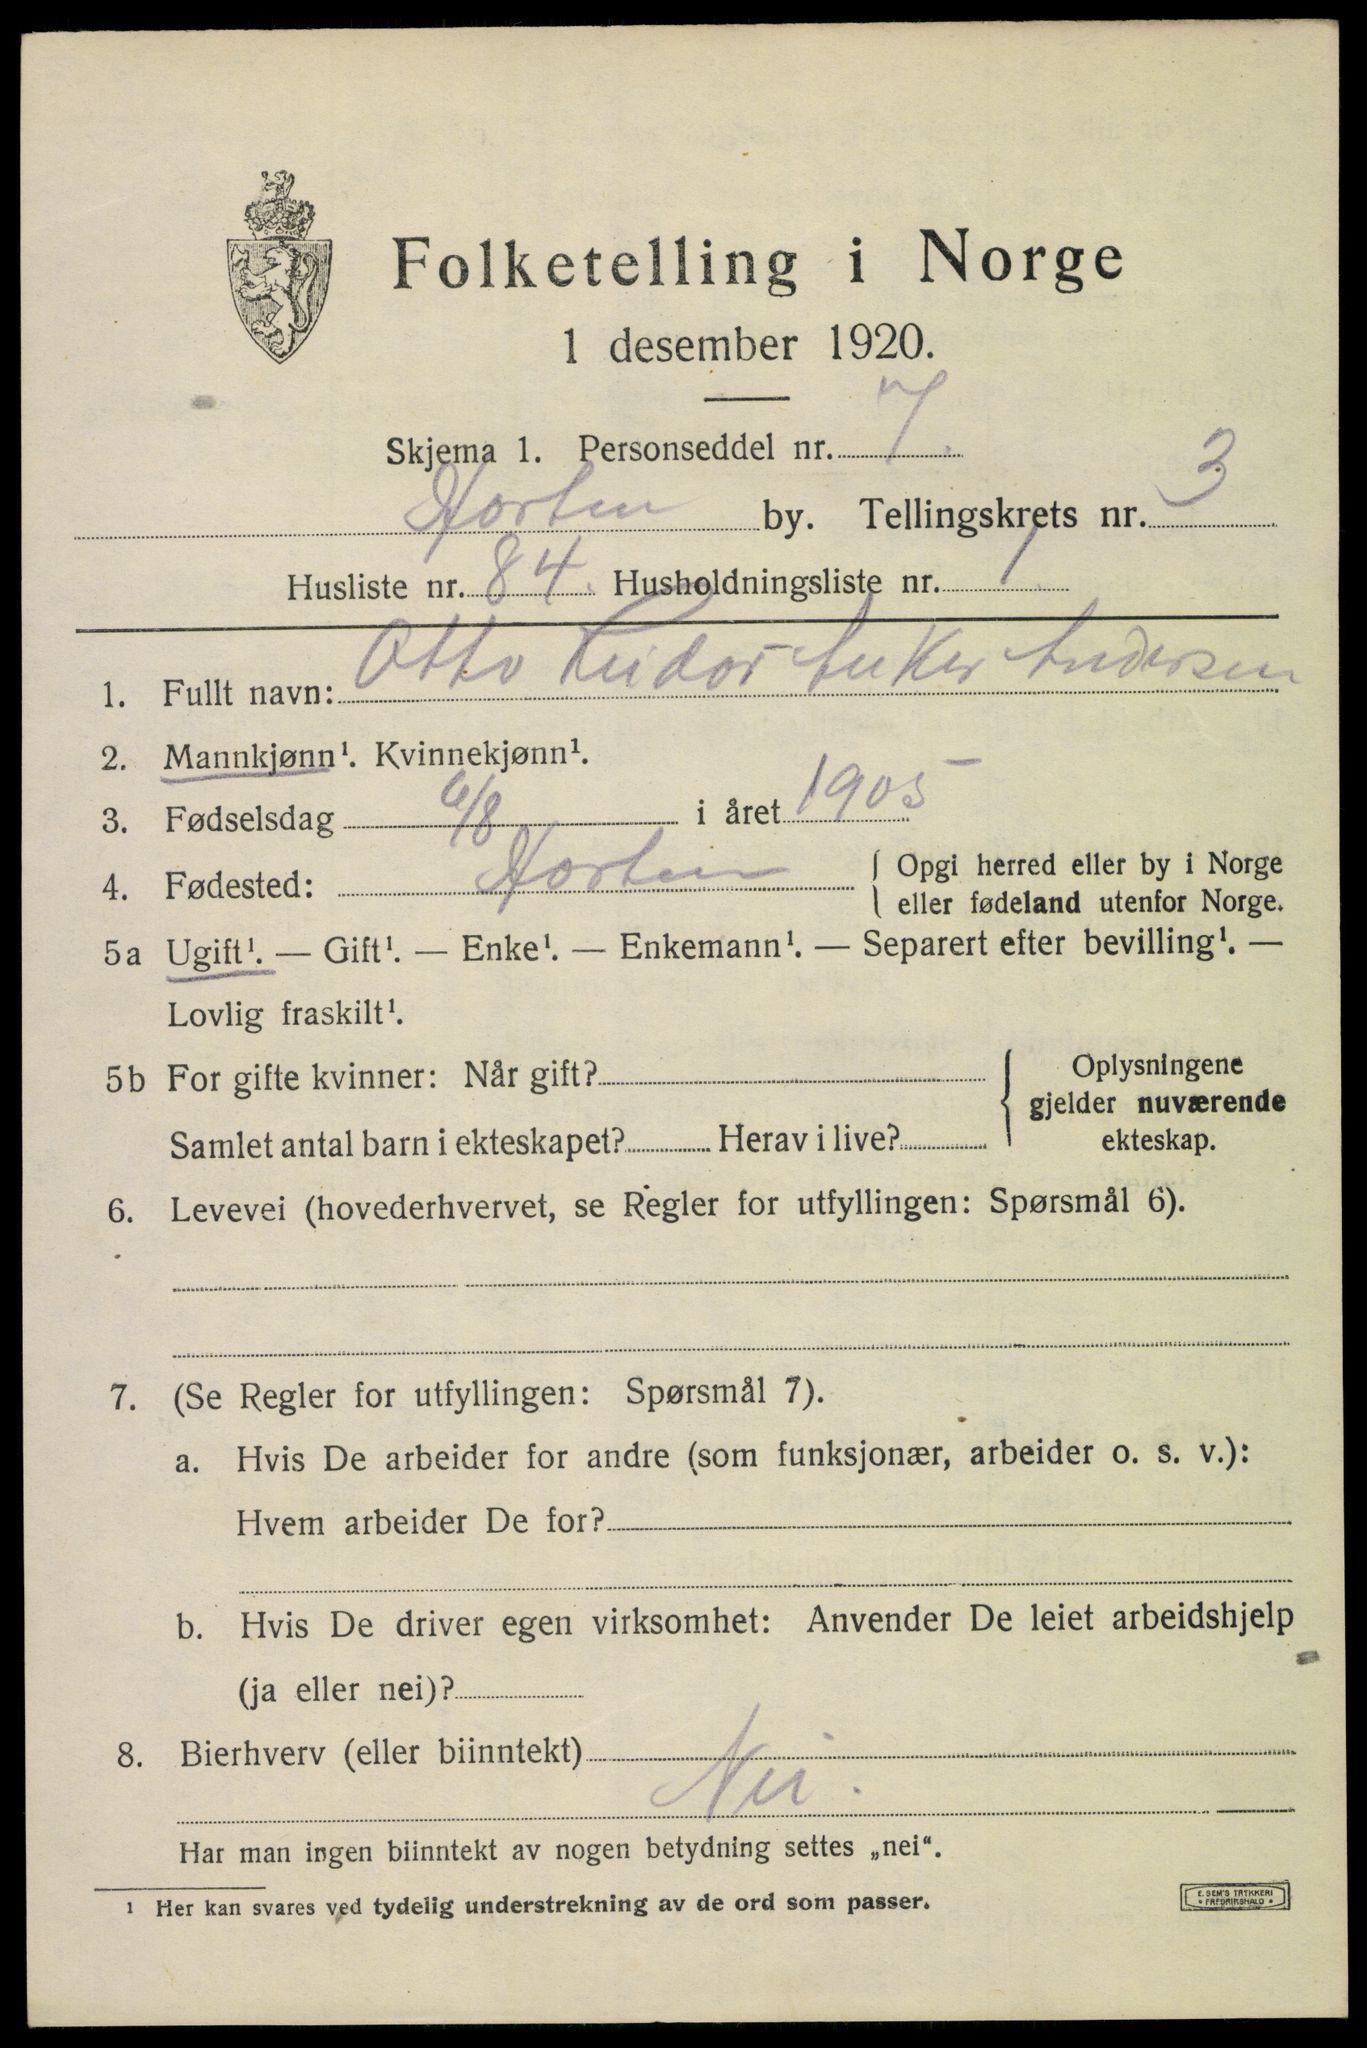 Folketelling i Norge
1 desember 1920.
Skjema 1. Personseddel nr. 7.
Horten by. Tellingskrets nr. 3
Husliste nr. 84. Husholdningsliste nr. 1.
1. Fullt navn: Otto Anker Andersen
2. Mannkjønn¹. Kvinnekjønn¹.
3. Fødselsdag 6/8 i året 1905
4. Fødested: Horten { Opgi herred eller by i Norge
eller fødeland utenfor Norge.
5a Ugift¹. — Gift¹. — Enke¹. — Enkemann¹. — Separert efter bevilling¹. —
Lovlig fraskilt¹.
5b For gifte kvinner: Når gift?
Samlet antal barn i ekteskapet? Herav i live?
{ Oplysningene
gjelder nuværende
ekteskap.
6. Levevei (hovederhvervet, se Regler for utfyllingen: Spørsmål 6).
7. (Se Regler for utfyllingen: Spørsmål 7).
a. Hvis De arbeider for andre (som funksjonær, arbeider o. s. v.):
Hvem arbeider De for?
b. Hvis De driver egen virksomhet: Anvender De leiet arbeidshjelp
(ja eller nei)?
8. Bierhverv (eller biinntekt)
Nei.
Har man ingen biinntekt av nogen betydning settes „nei“.
¹ Her kan svares ved tydelig understrekning av de ord som passer.
E. SEM'S TRYKKERI
• FREDRIKSHALD •